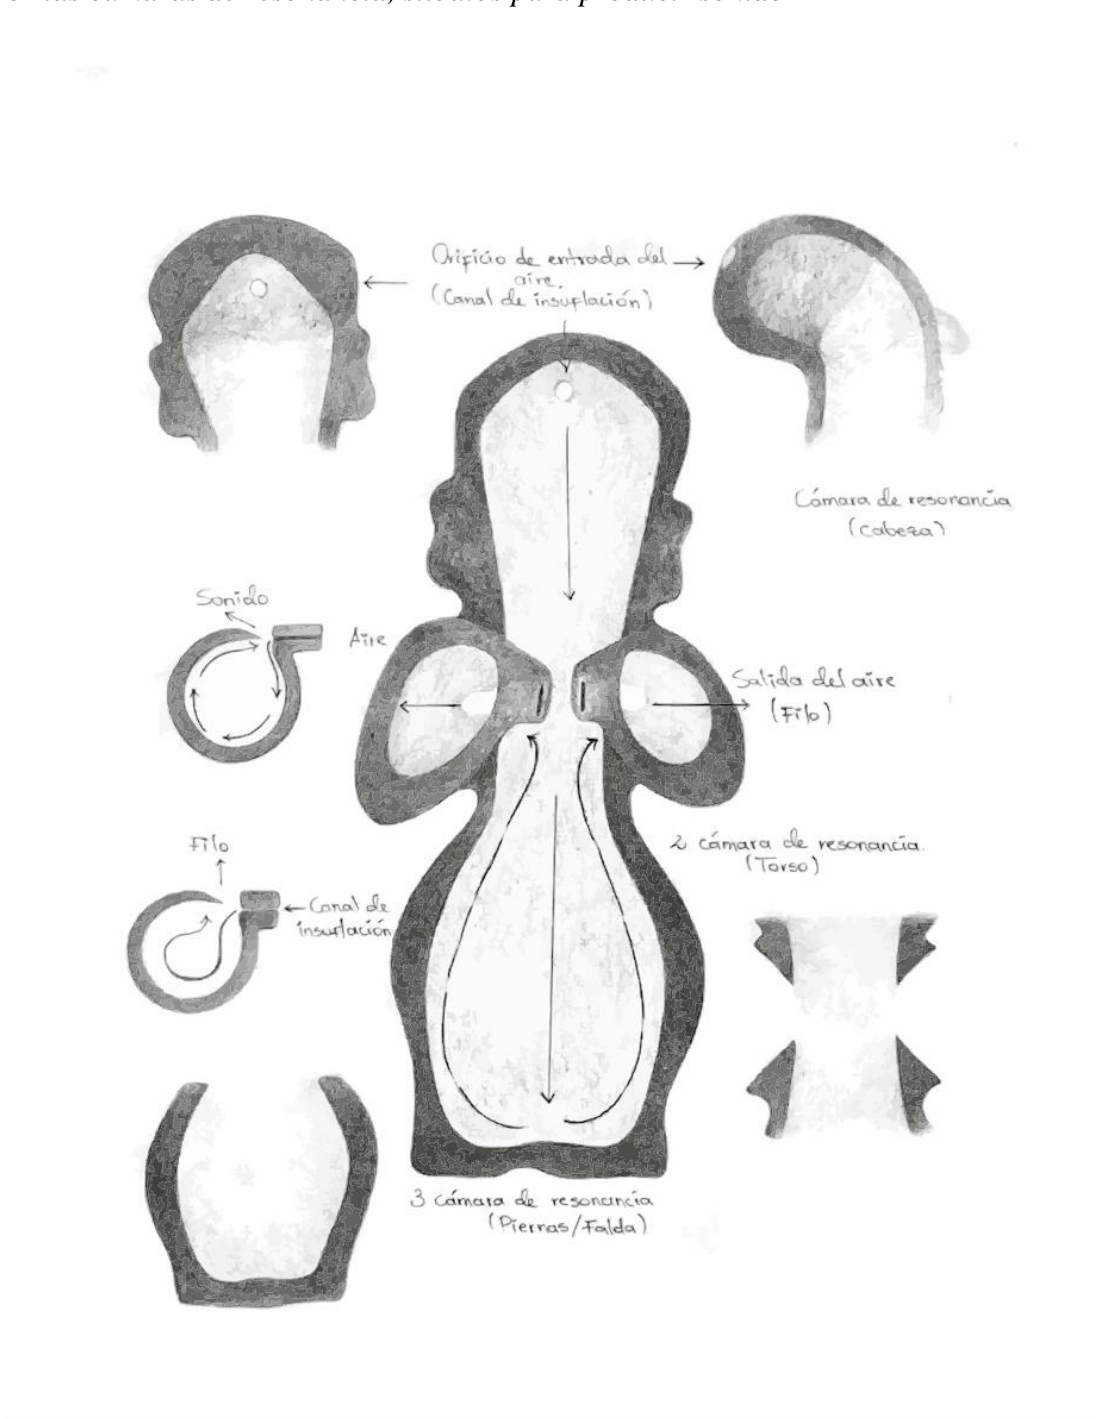 Orificio de entrada del
aire.
(Canal de insuflación)
Cámara de resonancia
(Cabeza)
Sonido
Aire
Salida del aire
(Filo)
Filo
2 cámara de resonancia.
(Torso)
Canal de
insuflación
3 cámara de resonancia
(Piernas/Falda)